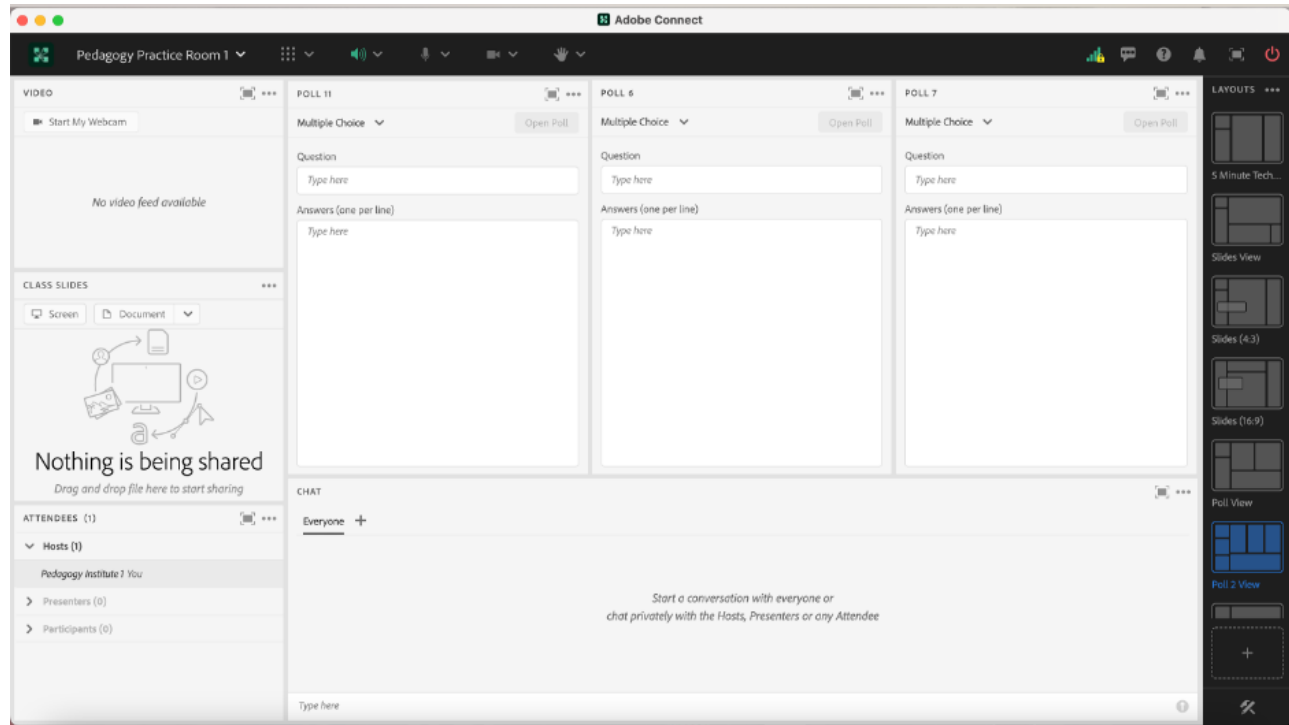 Adobe Connect
Pedagogy Practice Room 1
VIDEO
Start My Webcam
No video feed available
CLASS SLIDES
Screen
Document
Nothing is being shared
Drag and drop file here to start sharing
ATTENDEES (1)
Hosts (1)
Pedagogy Institute 1 You
Presenters (0)
Participants (0)
POLL 11
Multiple Choice
Open Poll
Question
Type here
Answers (one per line)
Type here
POLL 6
Multiple Choice
Open Poll
Question
Type here
Answers (one per line)
Type here
POLL 7
Multiple Choice
Open Poll
Question
Type here
Answers (one per line)
Type here
CHAT
Everyone
Start a conversation with everyone or
chat privately with the Hosts, Presenters or any Attendee
Type here
LAYOUTS
5 Minute Tech...
Slides View
Slides (4:3)
Slides (16:9)
Poll View
Poll 2 View